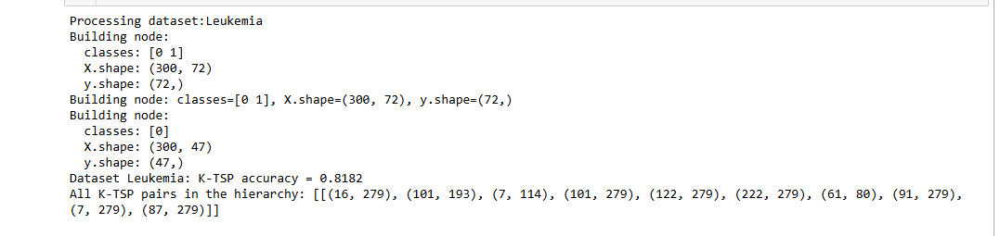 Processing dataset:Leukemia
Building node:
  classes: [0 1]
  X.shape: (300, 72)
  y.shape: (72,)
Building node: classes=[0 1], X.shape=(300, 72), y.shape=(72,)
Building node:
  classes: [0]
  X.shape: (300, 47)
  y.shape: (47,)
Dataset Leukemia: K-TSP accuracy = 0.8182
All K-TSP pairs in the hierarchy: [[(16, 279), (101, 193), (7, 114), (101, 279), (122, 279), (222, 279), (61, 80), (91, 279),
(7, 279), (87, 279)]]